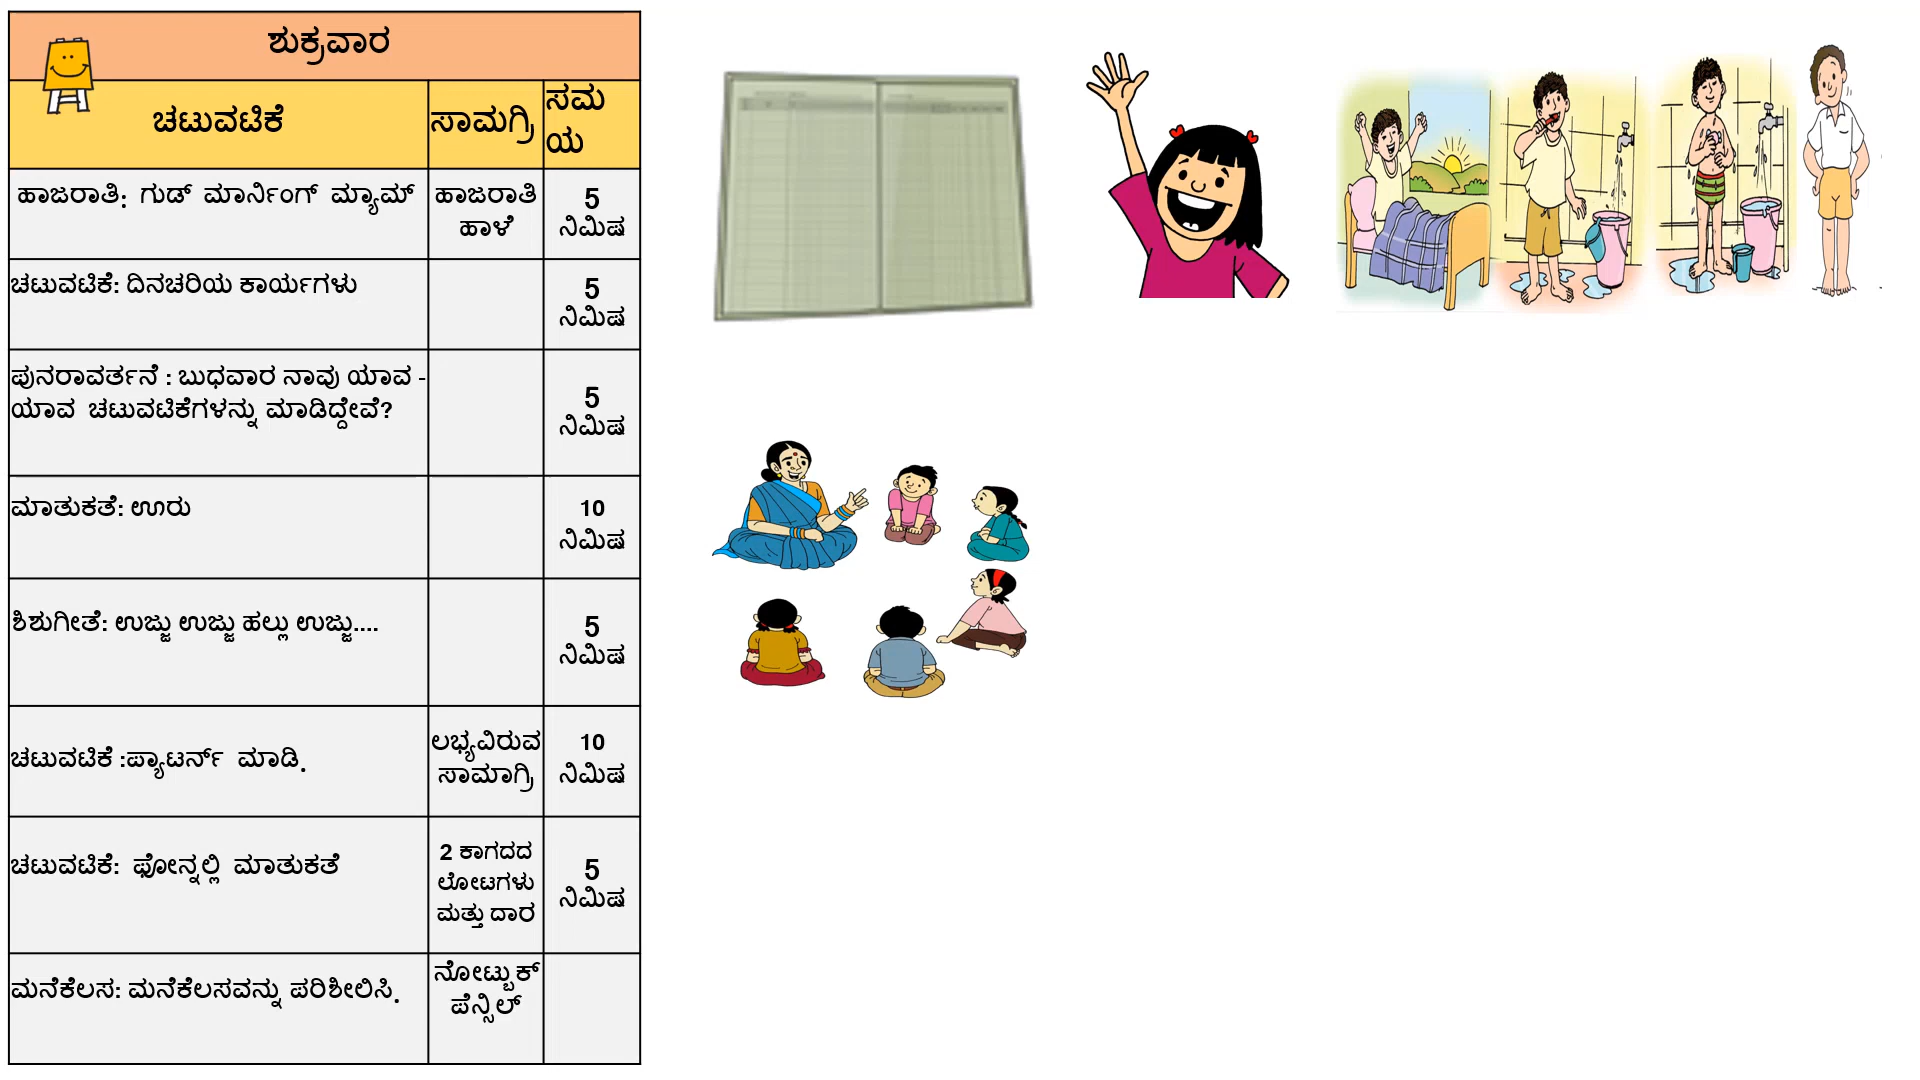 ಶುಕ್ರವಾರ
ಚಟುವಟಿಕೆ
ಸಾಮಗ್ರಿ
ಸಮ
ಯ
ಹಾಜರಾತಿ: ಗುಡ್ ಮಾರ್ನಿಂಗ್ ಮ್ಯಾಮ್
ಹಾಜರಾತಿ
ಹಾಳೆ
5
ನಿಮಿಷ
ಚಟುವಟಿಕೆ: ದಿನಚರಿಯ ಕಾರ್ಯಗಳು
5
ನಿಮಿಷ
ಪುನರಾವರ್ತನೆ : ಬುಧವಾರ ನಾವು ಯಾವ -
ಯಾವ ಚಟುವಟಿಕೆಗಳನ್ನು ಮಾಡಿದ್ದೇವೆ?
5
ನಿಮಿಷ
ಮಾತುಕತೆ: ಊರು
10
ನಿಮಿಷ
ಶಿಶುಗೀತೆ: ಉಜ್ಜು ಉಜ್ಜು ಹಲ್ಲು ಉಜ್ಜು....
5
ನಿಮಿಷ
ಚಟುವಟಿಕೆ :ಪ್ಯಾಟರ್ನ್ ಮಾಡಿ.
ಲಭ್ಯವಿರುವ
ಸಾಮಾಗ್ರಿ
10
ನಿಮಿಷ
ಚಟುವಟಿಕೆ: ಫೋನ್ನಲ್ಲಿ ಮಾತುಕತೆ
2 ಕಾಗದದ
ಲೋಟಗಳು
ಮತ್ತು ದಾರ
5
ನಿಮಿಷ
ಮನೆಕೆಲಸ: ಮನೆಕೆಲಸವನ್ನು ಪರಿಶೀಲಿಸಿ.
ನೋಟ್ಬುಕ್
ಪೆನ್ಸಿಲ್